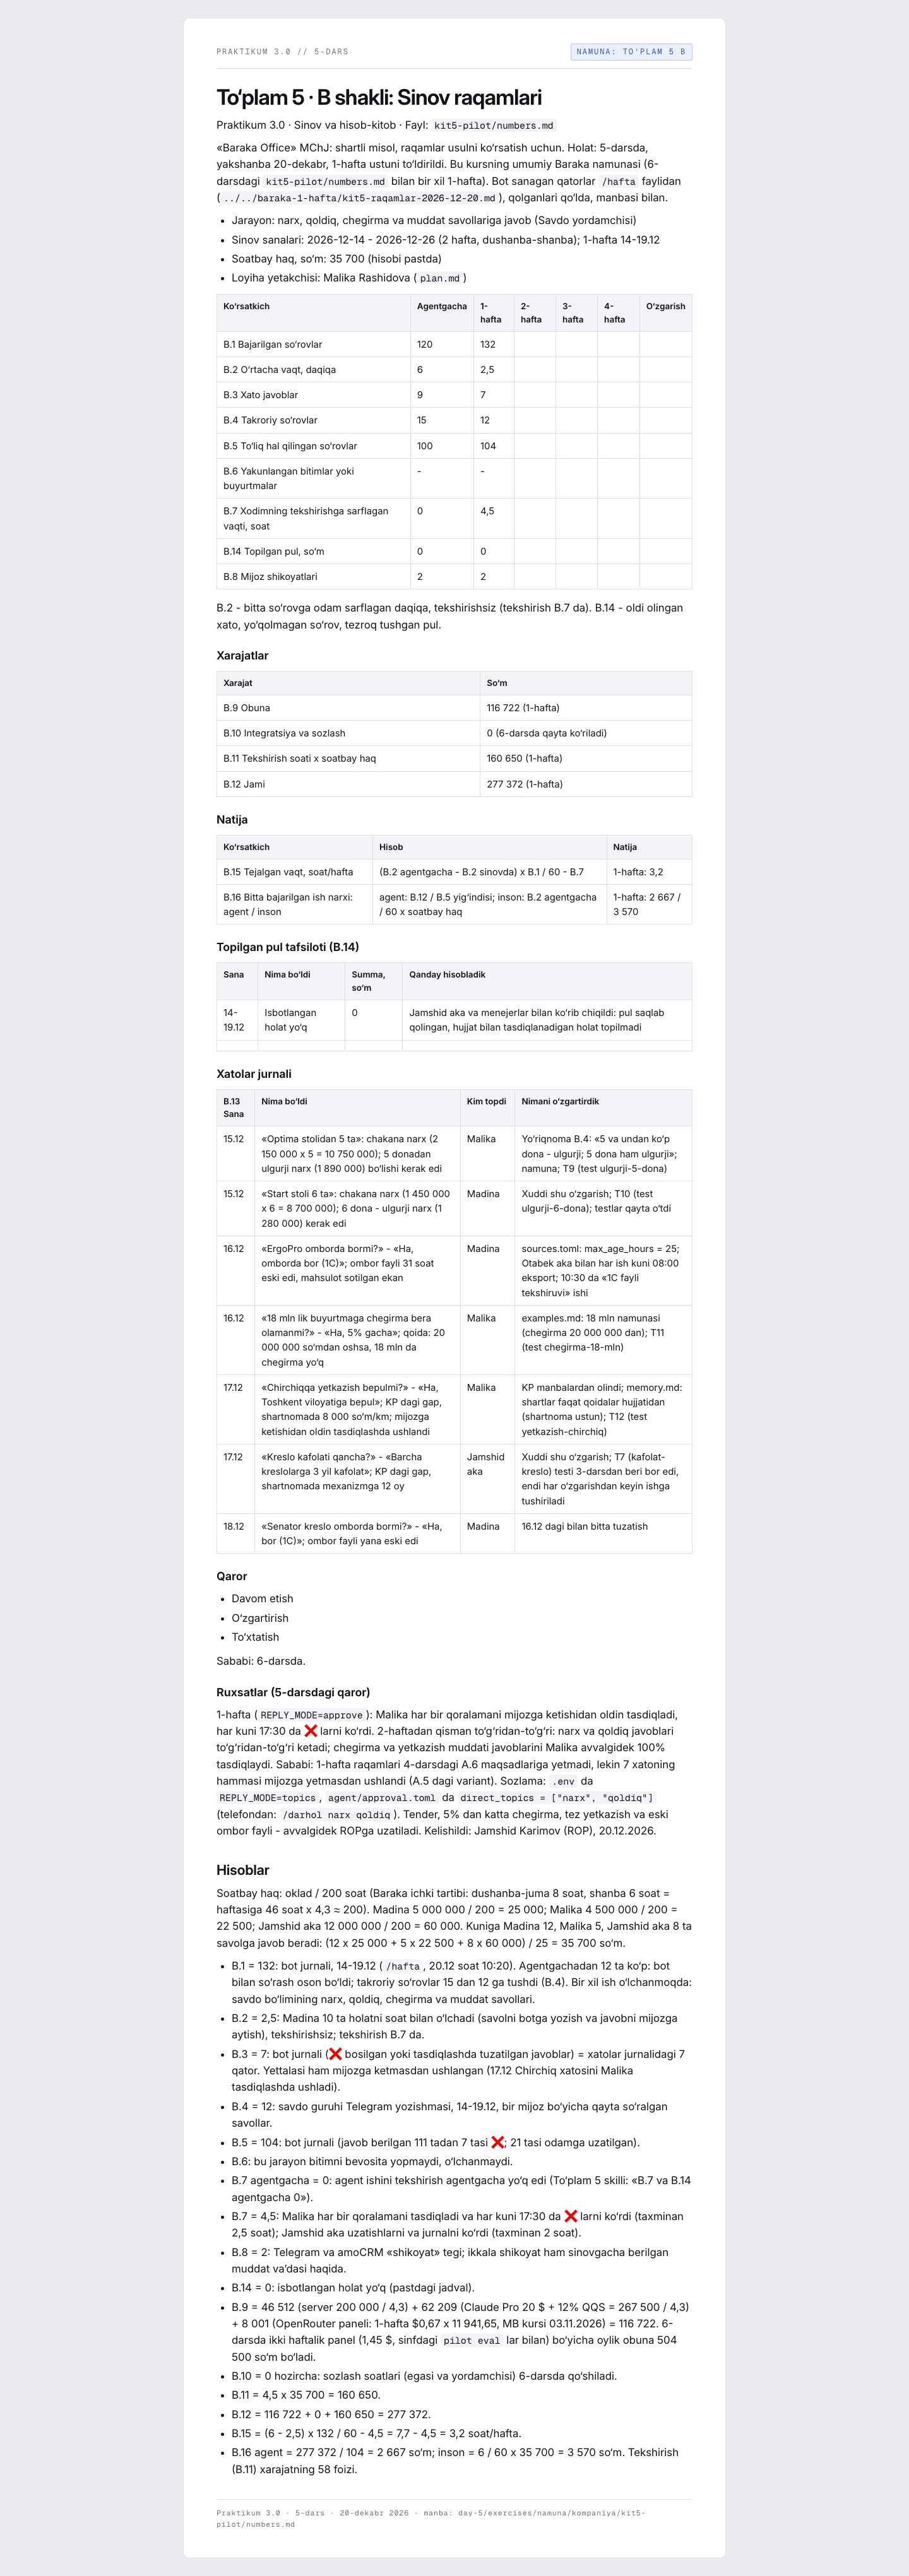 PRAKTIKUM 3.0 // 5-DARS
NAMUNA: TO'PLAM 5 B
To‘plam 5 · B shakli: Sinov raqamlari
Praktikum 3.0 · Sinov va hisob-kitob · Fayl: kit5-pilot/numbers.md
«Baraka Office» MChJ: shartli misol, raqamlar usulni ko‘rsatish uchun. Holat: 5-darsda,
yakshanba 20-dekabr, 1-hafta ustuni to‘ldirildi. Bu kursning umumiy Baraka namunasi (6-
darsdagi kit5-pilot/numbers.md bilan bir xil 1-hafta). Bot sanagan qatorlar /hafta faylidan
( ../../baraka-1-hafta/kit5-raqamlar-2026-12-20.md ), qolganlari qo‘lda, manbasi bilan.
• Jarayon: narx, qoldiq, chegirma va muddat savollariga javob (Savdo yordamchisi)
• Sinov sanalari: 2026-12-14 - 2026-12-26 (2 hafta, dushanba-shanba); 1-hafta 14-19.12
• Soatbay haq, so‘m: 35 700 (hisobi pastda)
• Loyiha yetakchisi: Malika Rashidova ( plan.md )
Ko‘rsatkich Agentgacha 1-hafta 2-hafta 3-hafta 4-hafta O‘zgarish
B.1 Bajarilgan so‘rovlar 120 132
B.2 O‘rtacha vaqt, daqiqa 6 2,5
B.3 Xato javoblar 9 7
B.4 Takroriy so‘rovlar 15 12
B.5 To‘liq hal qilingan so‘rovlar 100 104
B.6 Yakunlangan bitimlar yoki buyurtmalar - -
B.7 Xodimning tekshirishga sarflagan vaqti, soat 0 4,5
B.14 Topilgan pul, so‘m 0 0
B.8 Mijoz shikoyatlari 2 2
B.2 - bitta so‘rovga odam sarflagan daqiqa, tekshirishsiz (tekshirish B.7 da). B.14 - oldi olingan
xato, yo‘qolmagan so‘rov, tezroq tushgan pul.
Xarajatlar
Xarajat So‘m
B.9 Obuna 116 722 (1-hafta)
B.10 Integratsiya va sozlash 0 (6-darsda qayta ko‘riladi)
B.11 Tekshirish soati x soatbay haq 160 650 (1-hafta)
B.12 Jami 277 372 (1-hafta)
Natija
Ko‘rsatkich Hisob Natija
B.15 Tejalgan vaqt, soat/hafta (B.2 agentgacha - B.2 sinovda) x B.1 / 60 - B.7 1-hafta: 3,2
B.16 Bitta bajarilgan ish narxi: agent / inson agent: B.12 / B.5 yig‘indisi; inson: B.2 agentgacha / 60 x soatbay haq 1-hafta: 2 667 / 3 570
Topilgan pul tafsiloti (B.14)
Sana Nima bo‘ldi Summa, so‘m Qanday hisobladik
14-19.12 Isbotlangan holat yo‘q 0 Jamshid aka va menejerlar bilan ko‘rib chiqildi: pul saqlab qolingan, hujjat bilan tasdiqlanadigan holat topilmadi
Xatolar jurnali
B.13 Sana Nima bo‘ldi Kim topdi Nimani o‘zgartirdik
15.12 «Optima stolidan 5 ta»: chakana narx (2 150 000 x 5 = 10 750 000); 5 donadan ulgurji narx (1 890 000) bo‘lishi kerak edi Malika Yo‘riqnoma B.4: «5 va undan ko‘p dona - ulgurji; 5 dona ham ulgurji»; namuna; T9 (test ulgurji-5-dona)
15.12 «Start stoli 6 ta»: chakana narx (1 450 000 x 6 = 8 700 000); 6 dona - ulgurji narx (1 280 000) kerak edi Madina Xuddi shu o‘zgarish; T10 (test ulgurji-6-dona); testlar qayta o‘tdi
16.12 «ErgoPro omborda bormi?» - «Ha, omborda bor (1C)»; ombor fayli 31 soat eski edi, mahsulot sotilgan ekan Madina sources.toml: max_age_hours = 25; Otabek aka bilan har ish kuni 08:00 eksport; 10:30 da «1C fayli tekshiruvi» ishi
16.12 «18 mln lik buyurtmaga chegirma bera olamanmi?» - «Ha, 5% gacha»; qoida: 20 000 000 so‘mdan oshsa, 18 mln da chegirma yo‘q Malika examples.md: 18 mln namunasi (chegirma 20 000 000 dan); T11 (test chegirma-18-mln)
17.12 «Chirchiqqa yetkazish bepulmi?» - «Ha, Toshkent viloyatiga bepul»; KP dagi gap, shartnomada 8 000 so‘m/km; mijozga ketishidan oldin tasdiqlashda ushlandi Malika KP manbalardan olindi; memory.md: shartlar faqat qoidalar hujjatidan (shartnoma ustun); T12 (test yetkazish-chirchiq)
17.12 «Kreslo kafolati qancha?» - «Barcha kreslolarga 3 yil kafolat»; KP dagi gap, shartnomada mexanizmga 12 oy Jamshid aka Xuddi shu o‘zgarish; T7 (kafolat-kreslo) testi 3-darsdan beri bor edi, endi har o‘zgarishdan keyin ishga tushiriladi
18.12 «Senator kreslo omborda bormi?» - «Ha, bor (1C)»; ombor fayli yana eski edi Madina 16.12 dagi bilan bitta tuzatish
Qaror
• Davom etish
• O‘zgartirish
• To‘xtatish
Sababi: 6-darsda.
Ruxsatlar (5-darsdagi qaror)
1-hafta ( REPLY_MODE=approve ): Malika har bir qoralamani mijozga ketishidan oldin tasdiqladi,
har kuni 17:30 da ❌ larni ko‘rdi. 2-haftadan qisman to‘g‘ridan-to‘g‘ri: narx va qoldiq javoblari
to‘g‘ridan-to‘g‘ri ketadi; chegirma va yetkazish muddati javoblarini Malika avvalgidek 100%
tasdiqlaydi. Sababi: 1-hafta raqamlari 4-darsdagi A.6 maqsadlariga yetmadi, lekin 7 xatoning
hammasi mijozga yetmasdan ushlandi (A.5 dagi variant). Sozlama: .env da
REPLY_MODE=topics , agent/approval.toml da direct_topics = ["narx", "qoldiq"]
(telefondan: /darhol narx qoldiq ). Tender, 5% dan katta chegirma, tez yetkazish va eski
ombor fayli - avvalgidek ROPga uzatiladi. Kelishildi: Jamshid Karimov (ROP), 20.12.2026.
Hisoblar
Soatbay haq: oklad / 200 soat (Baraka ichki tartibi: dushanba-juma 8 soat, shanba 6 soat =
haftasiga 46 soat x 4,3 ≈ 200). Madina 5 000 000 / 200 = 25 000; Malika 4 500 000 / 200 =
22 500; Jamshid aka 12 000 000 / 200 = 60 000. Kuniga Madina 12, Malika 5, Jamshid aka 8 ta
savolga javob beradi: (12 x 25 000 + 5 x 22 500 + 8 x 60 000) / 25 = 35 700 so‘m.
• B.1 = 132: bot jurnali, 14-19.12 ( /hafta , 20.12 soat 10:20). Agentgachadan 12 ta ko‘p: bot
bilan so‘rash oson bo‘ldi; takroriy so‘rovlar 15 dan 12 ga tushdi (B.4). Bir xil ish o‘lchanmoqda:
savdo bo‘limining narx, qoldiq, chegirma va muddat savollari.
• B.2 = 2,5: Madina 10 ta holatni soat bilan o‘lchadi (savolni botga yozish va javobni mijozga
aytish), tekshirishsiz; tekshirish B.7 da.
• B.3 = 7: bot jurnali (❌ bosilgan yoki tasdiqlashda tuzatilgan javoblar) = xatolar jurnalidagi 7
qator. Yettalasi ham mijozga ketmasdan ushlangan (17.12 Chirchiq xatosini Malika
tasdiqlashda ushladi).
• B.4 = 12: savdo guruhi Telegram yozishmasi, 14-19.12, bir mijoz bo‘yicha qayta so‘ralgan
savollar.
• B.5 = 104: bot jurnali (javob berilgan 111 tadan 7 tasi ❌; 21 tasi odamga uzatilgan).
• B.6: bu jarayon bitimni bevosita yopmaydi, o‘lchanmaydi.
• B.7 agentgacha = 0: agent ishini tekshirish agentgacha yo‘q edi (To‘plam 5 skilli: «B.7 va B.14
agentgacha 0»).
• B.7 = 4,5: Malika har bir qoralamani tasdiqladi va har kuni 17:30 da ❌ larni ko‘rdi (taxminan
2,5 soat); Jamshid aka uzatishlarni va jurnalni ko‘rdi (taxminan 2 soat).
• B.8 = 2: Telegram va amoCRM «shikoyat» tegi; ikkala shikoyat ham sinovgacha berilgan
muddat va’dasi haqida.
• B.14 = 0: isbotlangan holat yo‘q (pastdagi jadval).
• B.9 = 46 512 (server 200 000 / 4,3) + 62 209 (Claude Pro 20 $ + 12% QQS = 267 500 / 4,3)
+ 8 001 (OpenRouter paneli: 1-hafta $0,67 x 11 941,65, MB kursi 03.11.2026) = 116 722. 6-
darsda ikki haftalik panel (1,45 $, sinfdagi pilot eval lar bilan) bo‘yicha oylik obuna 504
500 so‘m bo‘ladi.
• B.10 = 0 hozircha: sozlash soatlari (egasi va yordamchisi) 6-darsda qo‘shiladi.
• B.11 = 4,5 x 35 700 = 160 650.
• B.12 = 116 722 + 0 + 160 650 = 277 372.
• B.15 = (6 - 2,5) x 132 / 60 - 4,5 = 7,7 - 4,5 = 3,2 soat/hafta.
• B.16 agent = 277 372 / 104 = 2 667 so‘m; inson = 6 / 60 x 35 700 = 3 570 so‘m. Tekshirish
(B.11) xarajatning 58 foizi.
Praktikum 3.0 · 5-dars · 20-dekabr 2026 · manba: day-5/exercises/namuna/kompaniya/kit5-
pilot/numbers.md